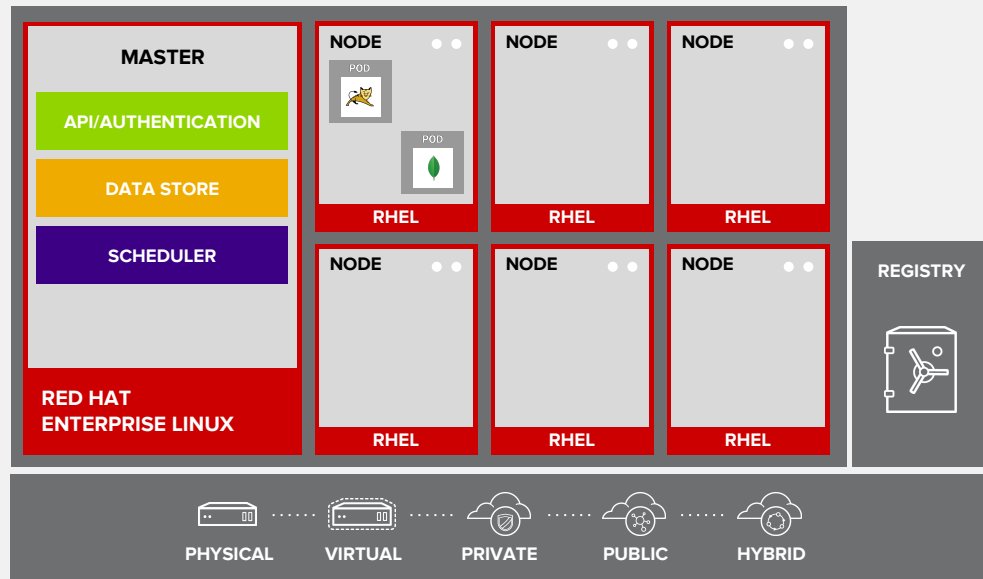 MASTER
API/AUTHENTICATION
DATA STORE
SCHEDULER
RED HAT
ENTERPRISE LINUX
NODE
POD
POD
RHEL
NODE
RHEL
NODE
RHEL
NODE
RHEL
NODE
RHEL
NODE
RHEL
REGISTRY
PHYSICAL
VIRTUAL
PRIVATE
PUBLIC
HYBRID